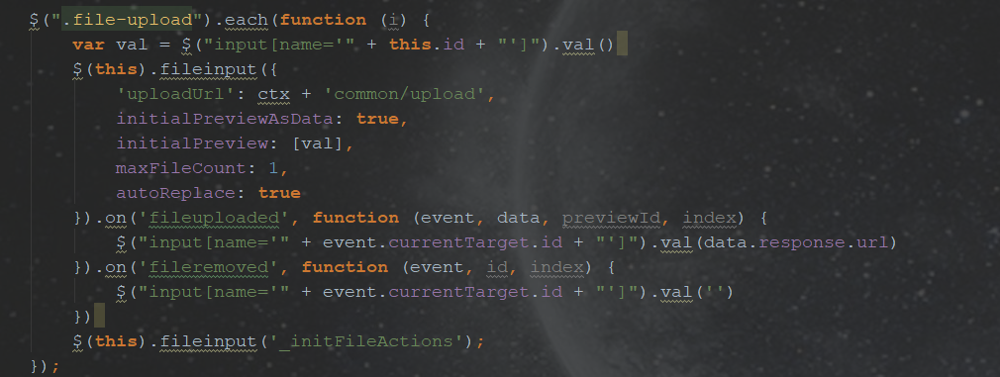 $(".file-upload").each(function (i) {
    var val = $("input[name='" + this.id + "']").val()
    $(this).fileinput({
        'uploadUrl': ctx + 'common/upload',
        initialPreviewAsData: true,
        initialPreview: [val],
        maxFileCount: 1,
        autoReplace: true
    }).on('fileuploaded', function (event, data, previewId, index) {
        $("input[name='" + event.currentTarget.id + "']").val(data.response.url)
    }).on('fileremoved', function (event, id, index) {
        $("input[name='" + event.currentTarget.id + "']").val('')
    })
    $(this).fileinput('_initFileActions');
});